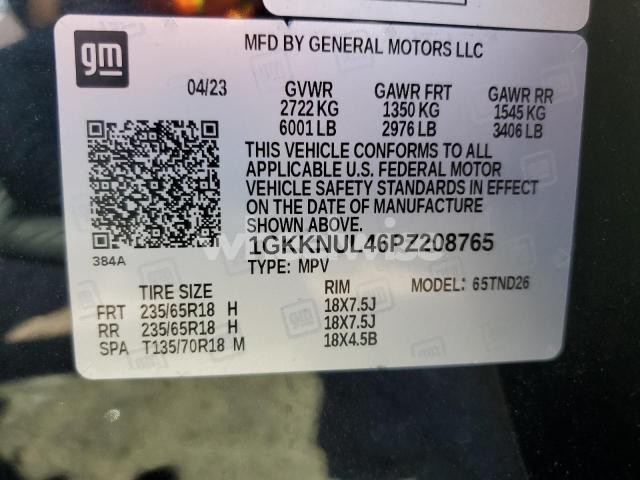 gm
MFD BY GENERAL MOTORS LLC
04/23 GVWR GAWR FRT GAWR RR
2722 KG 1350 KG 1545 KG
6001 LB 2976 LB 3406 LB
THIS VEHICLE CONFORMS TO ALL
APPLICABLE U.S. FEDERAL MOTOR
VEHICLE SAFETY STANDARDS IN EFFECT
ON THE DATE OF MANUFACTURE
SHOWN ABOVE.
1GKKNUL46PZ208765
384A
TYPE: MPV MODEL: 65TND26
TIRE SIZE RIM
FRT 235/65R18 H 18X7.5J
RR 235/65R18 H 18X7.5J
SPA T135/70R18 M 18X4.5B